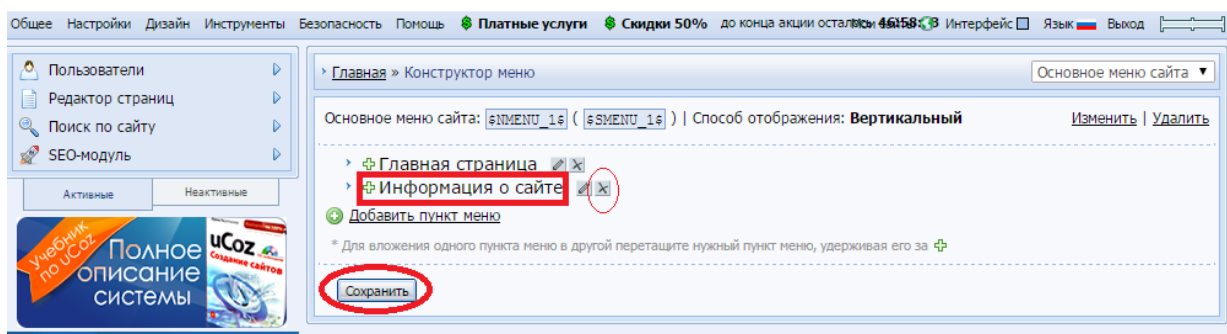 Общее Настройки Дизайн Инструменты Безопасность Помощь $ Платные услуги $ Скидки 50% до конца акции осталось 46:58: Интерфейс Язык Выход
Пользователи
Редактор страниц
Поиск по сайту
SEO-модуль
Активные Неактивные
Учебник
по uCoz
Полное
описание
системы
uCoz
Создание сайтов
Главная » Конструктор меню
Основное меню сайта
Основное меню сайта: $NMENU_1$ ( $SMENU_1$ ) | Способ отображения: Вертикальный Изменить | Удалить
Главная страница
Информация о сайте
Добавить пункт меню
* Для вложения одного пункта меню в другой перетащите нужный пункт меню, удерживая его за
Сохранить